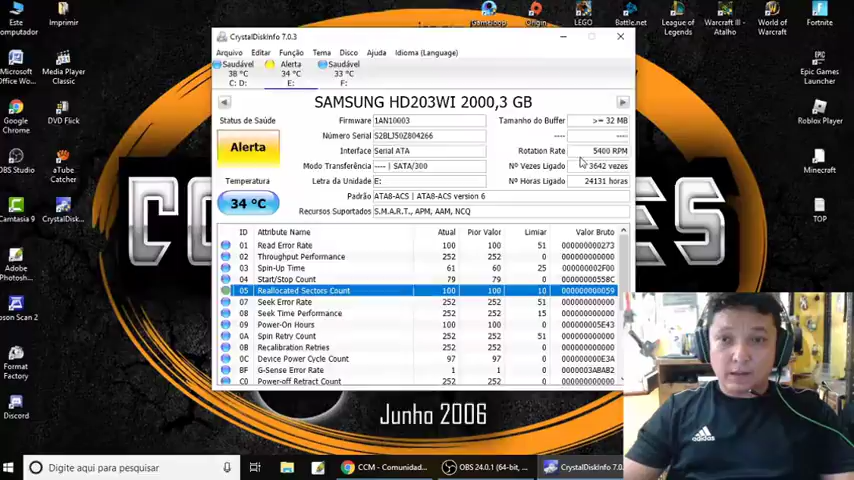 Este computador
Imprimir
Gameloop
Origin
LEGO
Battle.net
League of Legends
Warcraft III - Atalho
World of Warcraft
Fortnite
Microsoft Office Wo...
Media Player Classic
Google Chrome
DVD Flick
OBS Studio
aTube Catcher
Camtasia 9
CrystalDisk...
Adobe Photosh...
Epson Scan 2
Format Factory
Discord
Epic Games Launcher
Roblox Player
Minecraft
TOP
CrystalDiskInfo 7.0.3
Arquivo Editar Função Tema Disco Ajuda Idioma (Language)
Saudável Alerta Saudável
38 °C 34 °C 33 °C
C: D: E: F:
SAMSUNG HD203WI 2000,3 GB
Status de Saúde
Alerta
Temperatura
34 °C
Firmware 1AN10003 Tamanho do Buffer >= 32 MB
Número Serial S2BLJ50Z804266 ---- ----
Interface Serial ATA Rotation Rate 5400 RPM
Modo Transferência ---- | SATA/300 Nº Vezes Ligado 3642 vezes
Letra da Unidade E: Nº Horas Ligado 24131 horas
Padrão ATA8-ACS | ATA8-ACS version 6
Recursos Suportados S.M.A.R.T., APM, AAM, NCQ
ID Attribute Name Atual Pior Valor Limiar Valor Bruto
01 Read Error Rate 100 100 51 000000000273
02 Throughput Performance 252 252 0 000000000000
03 Spin-Up Time 61 60 25 000000002F00
04 Start/Stop Count 79 79 0 00000000558C
05 Reallocated Sectors Count 100 100 10 000000000059
07 Seek Error Rate 252 252 51 000000000000
08 Seek Time Performance 252 252 15 000000000000
09 Power-On Hours 100 100 0 000000005E43
0A Spin Retry Count 252 252 51 000000000000
0B Recalibration Retries 252 252 0 000000000000
0C Device Power Cycle Count 97 97 0 000000000E3A
BF G-Sense Error Rate 1 1 0 0000003ABAB2
C0 Power-off Retract Count 252 252 0 000000000000
Junho 2006
adidas
Digite aqui para pesquisar
CCM - Comunidad...
OBS 24.0.1 (64-bit, ...
CrystalDiskInfo 7.0...